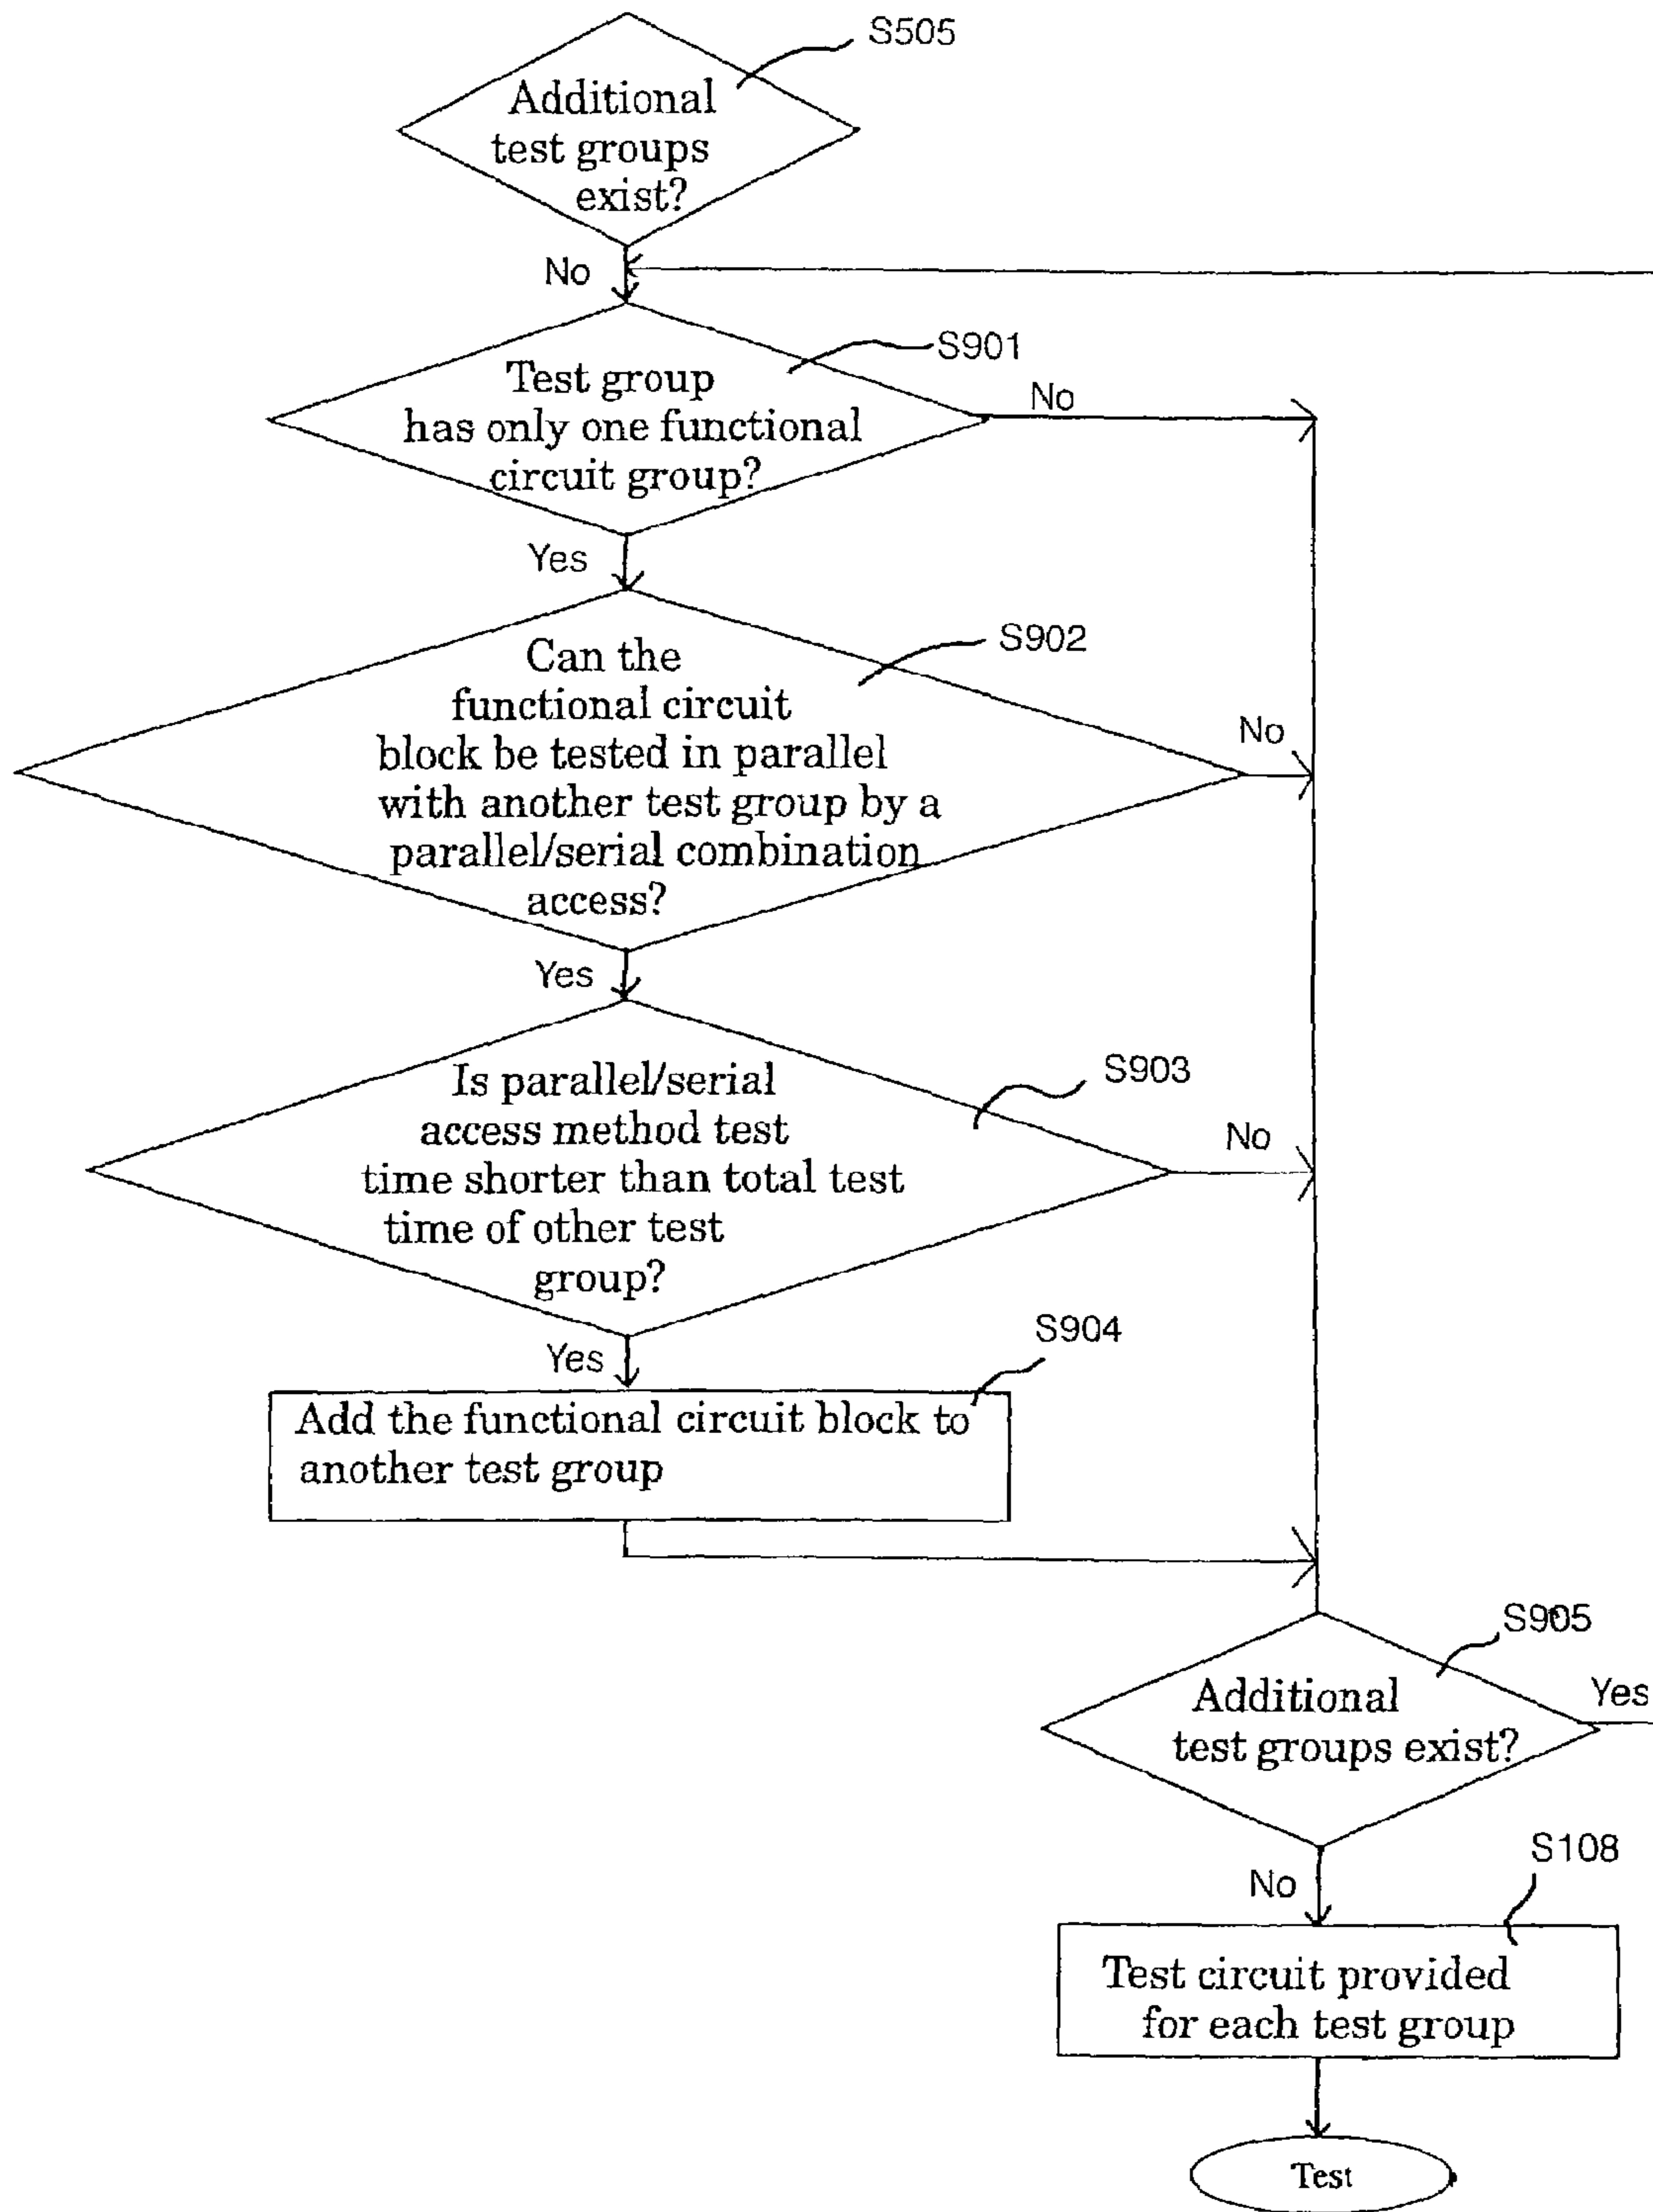 S505
Additional
test groups
exist?
No
S901
Test group
has only one functional
circuit group?
No
Yes
S902
Can the
functional circuit
block be tested in parallel
with another test group by a
parallel/serial combination
access?
No
Yes
S903
Is parallel/serial
access method test
time shorter than total test
time of other test
group?
No
Yes
S904
Add the functional circuit block to
another test group
S905
Additional
test groups exist?
Yes
No
S108
Test circuit provided
for each test group
Test